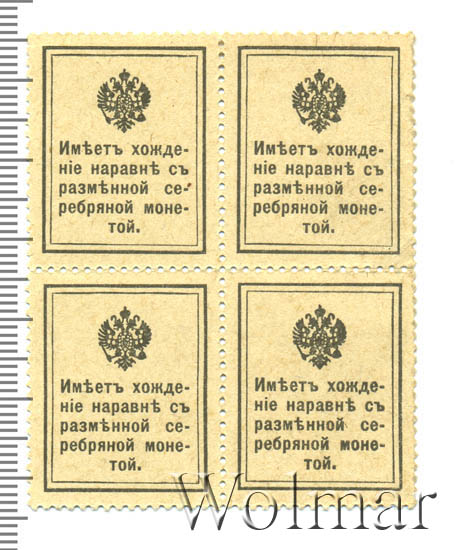 Имѣетъ хожде-
ніе наравнѣ съ
размѣнной се-
ребряной моне-
той.
Имѣетъ хожде-
ніе наравнѣ съ
размѣнной се-
ребряной моне-
той.
Имѣетъ хожде-
ніе наравнѣ съ
размѣнной се-
ребряной моне-
той.
Имѣетъ хожде-
ніе наравнѣ съ
размѣнной се-
ребряной моне-
той.
Wolmar